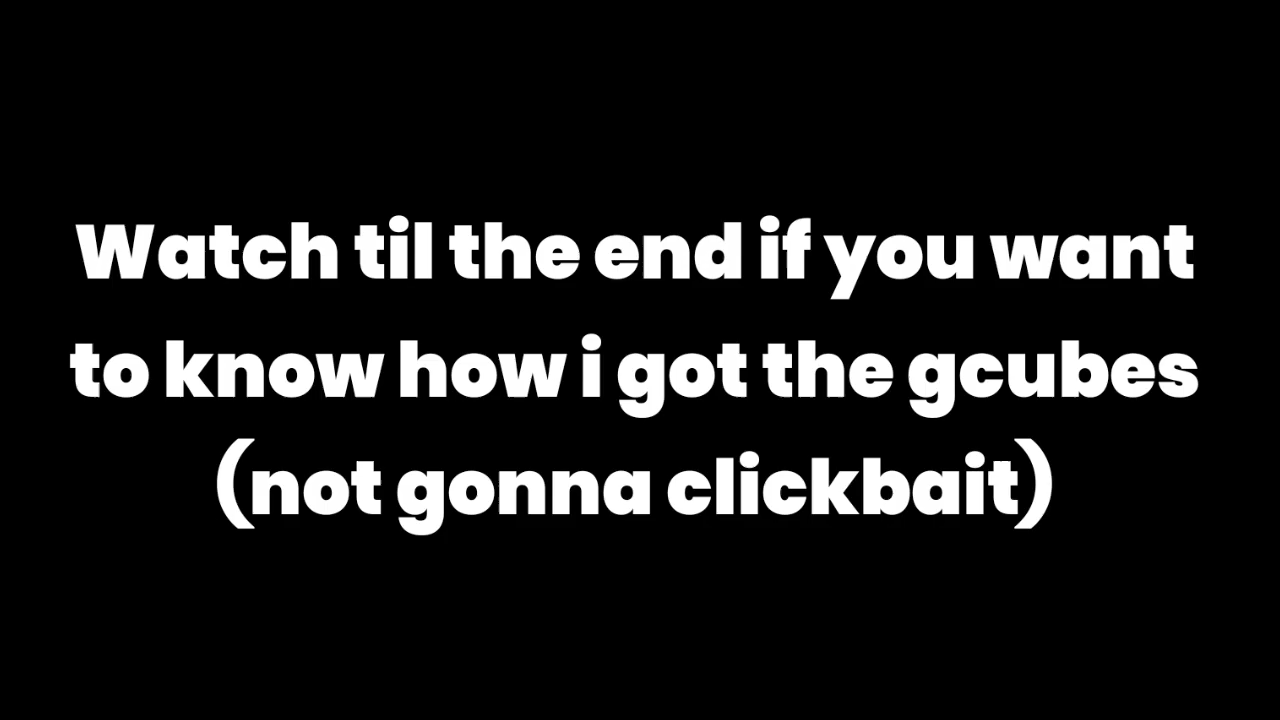 Watch til the end if you want
to know how i got the gcubes
(not gonna clickbait)